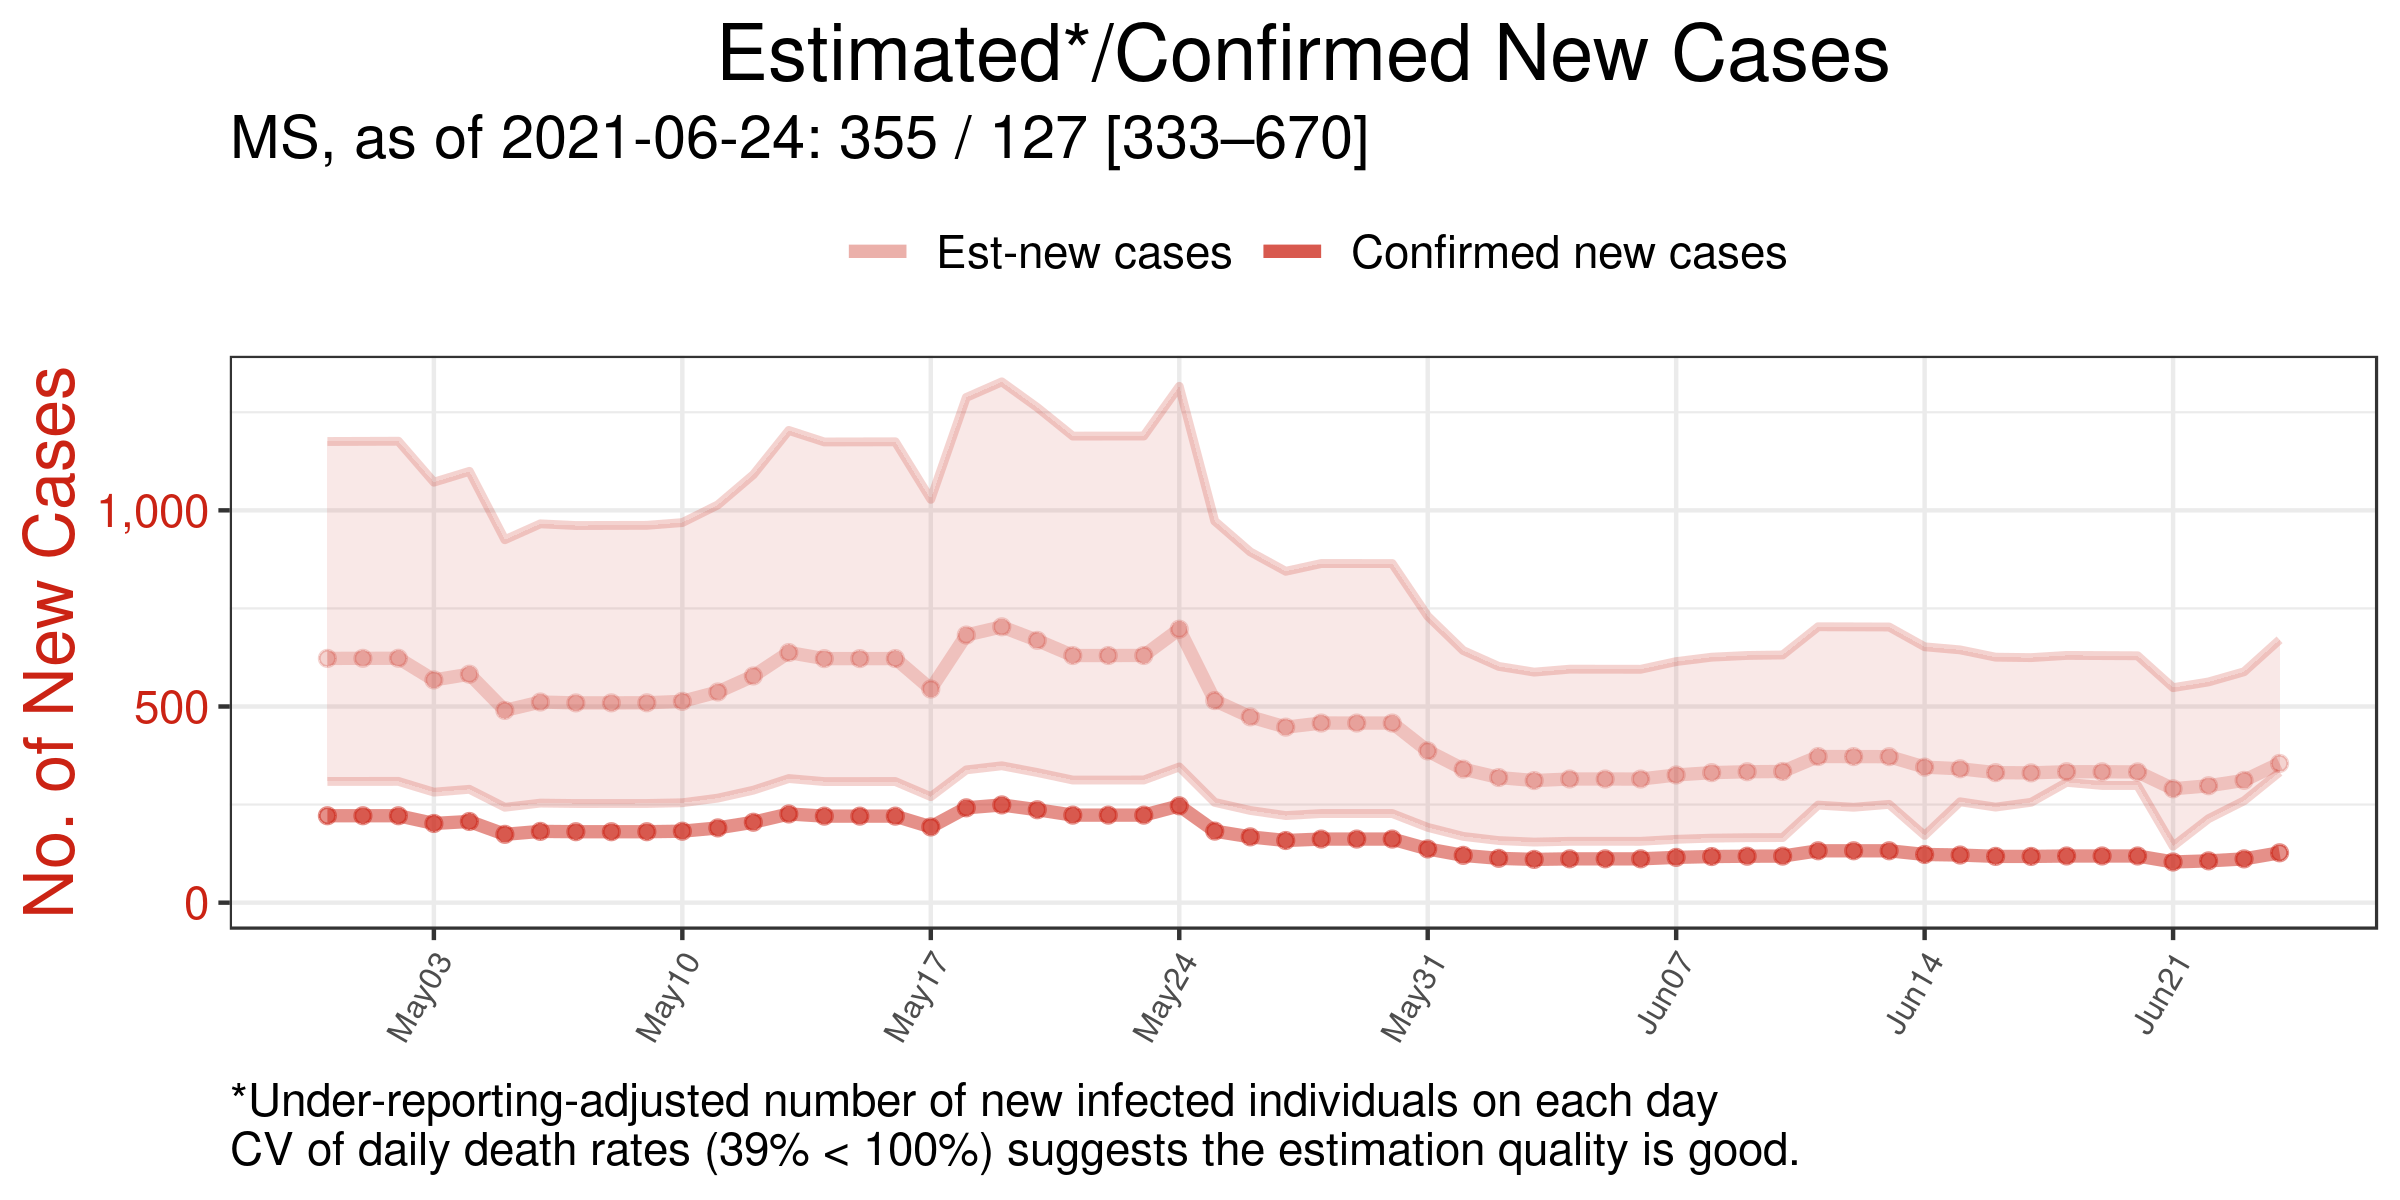 Estimated*/Confirmed New Cases
MS, as of 2021-06-24: 355 / 127 [333–670]
Est-new cases Confirmed new cases
No. of New Cases
1,000
500
0
May03 May10 May17 May24 May31 Jun07 Jun14 Jun21
*Under-reporting-adjusted number of new infected individuals on each day
CV of daily death rates (39% < 100%) suggests the estimation quality is good.